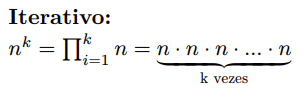 Iterativo:
n^k = ∏_{i=1}^{k} n = n · n · n · ... · n
k vezes